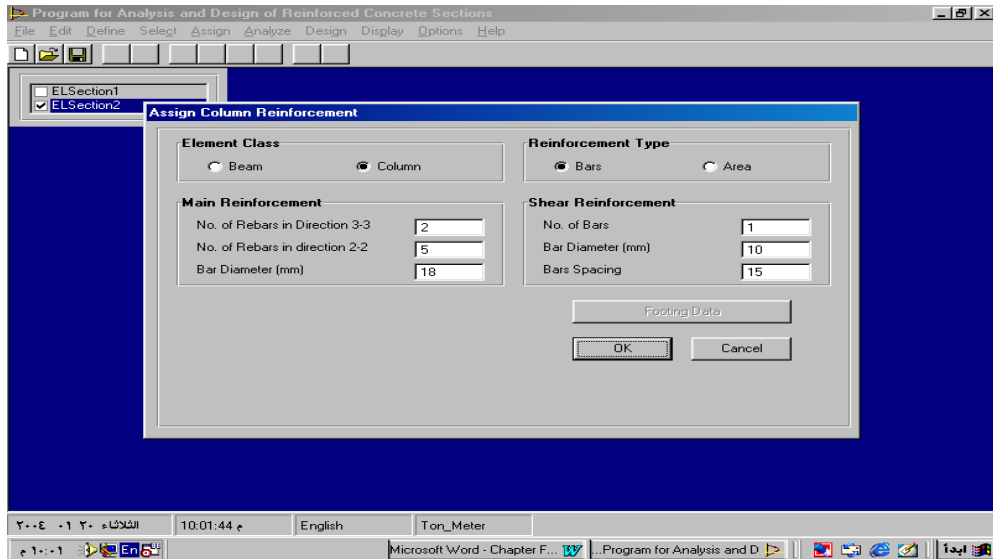 Program for Analysis and Design of Reinforced Concrete Sections
File Edit Define Select Assign Analyze Design Display Options Help
ELSection1
ELSection2
Assign Column Reinforcement
Element Class
Beam Column
Reinforcement Type
Bars Area
Main Reinforcement
No. of Rebars in Direction 3-3 2
No. of Rebars in direction 2-2 5
Bar Diameter (mm) 18
Shear Reinforcement
No. of Bars 1
Bar Diameter (mm) 10
Bars Spacing 15
Footing Data
OK Cancel
الثلاثاء ٢٠ ٠١ ٢٠٠٤ 10:01:44 م English Ton_Meter
١٠:٠١ م En Microsoft Word - Chapter F... ...Program for Analysis and D ابدأ